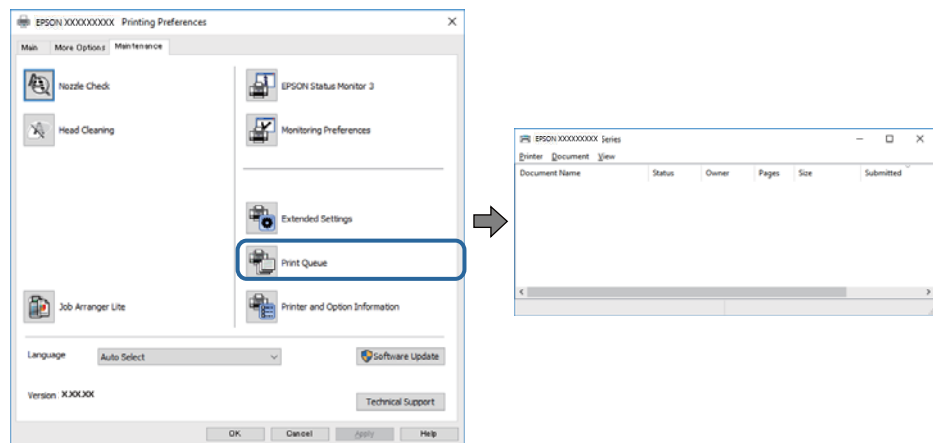 EPSON XXXXXXXXX Printing Preferences
Main More Options Maintenance
Nozzle Check
Head Cleaning
Job Arranger Lite
EPSON Status Monitor 3
Monitoring Preferences
Extended Settings
Print Queue
Printer and Option Information
Language Auto Select Software Update
Version X.XX.XX
Technical Support
OK Cancel Apply Help
EPSON XXXXXXXXXX Series
Printer Document View
Document Name Status Owner Pages Size Submitted